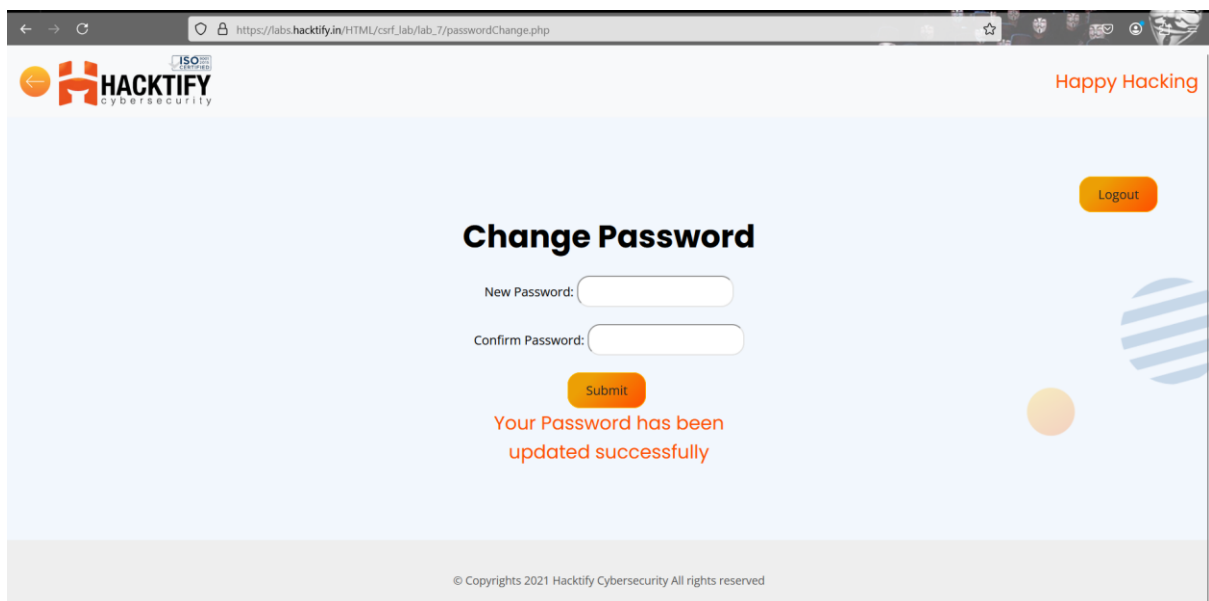 https://labs.hacktify.in/HTML/csrf_lab/lab_7/passwordChange.php
ISO
CERTIFIED
HACKTIFY
cybersecurity
Happy Hacking
Logout
Change Password
New Password:
Confirm Password:
Submit
Your Password has been
updated successfully
© Copyrights 2021 Hacktify Cybersecurity All rights reserved